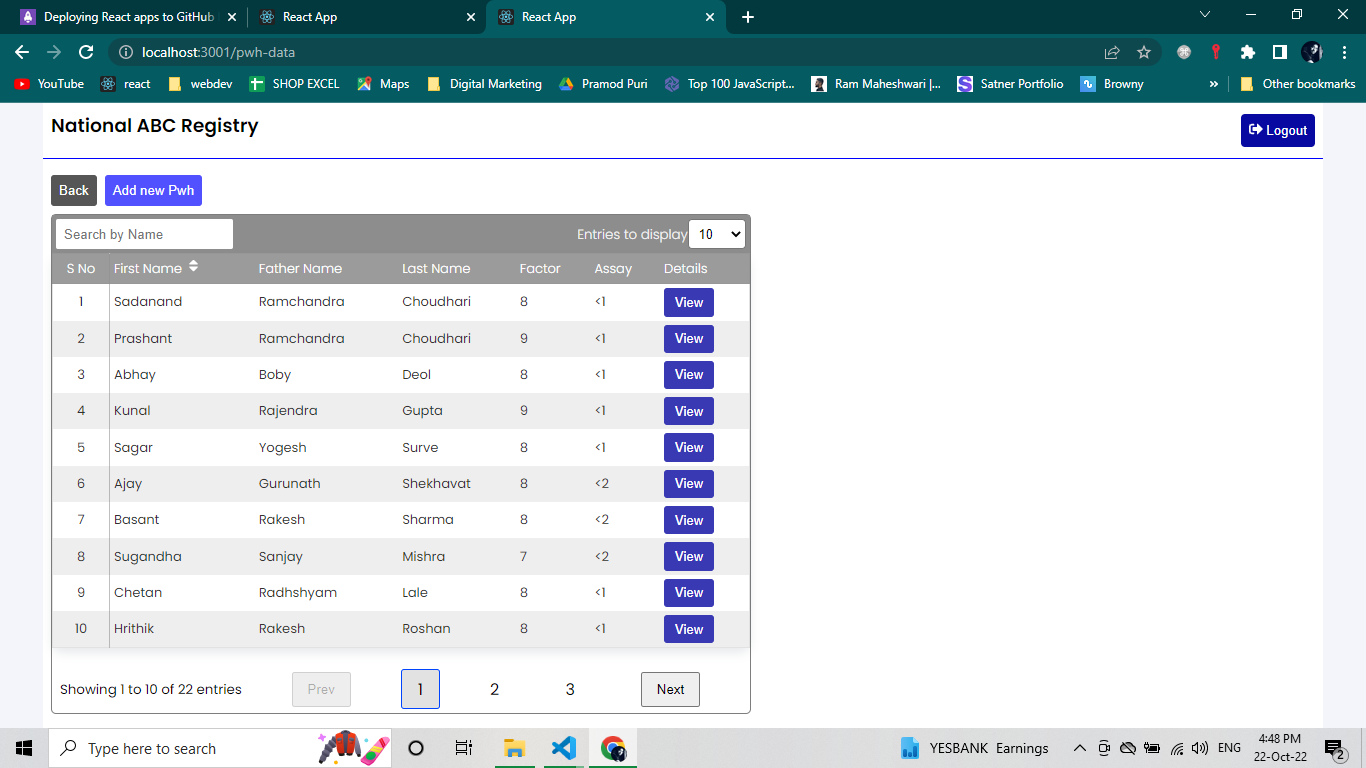 Deploying React apps to GitHub
React App
React App
localhost:3001/pwh-data
YouTube
react
webdev
SHOP EXCEL
Maps
Digital Marketing
Pramod Puri
Top 100 JavaScript...
Ram Maheshwari |...
Satner Portfolio
Browny
»
Other bookmarks
National ABC Registry
Logout
Back
Add new Pwh
Search by Name
Entries to display 10
S No First Name Father Name Last Name Factor Assay Details
1 Sadanand Ramchandra Choudhari 8 <1 View
2 Prashant Ramchandra Choudhari 9 <1 View
3 Abhay Boby Deol 8 <1 View
4 Kunal Rajendra Gupta 9 <1 View
5 Sagar Yogesh Surve 8 <1 View
6 Ajay Gurunath Shekhavat 8 <2 View
7 Basant Rakesh Sharma 8 <2 View
8 Sugandha Sanjay Mishra 7 <2 View
9 Chetan Radhshyam Lale 8 <1 View
10 Hrithik Rakesh Roshan 8 <1 View
Showing 1 to 10 of 22 entries Prev 1 2 3 Next
Type here to search
YESBANK Earnings
ENG
4:48 PM
22-Oct-22
2